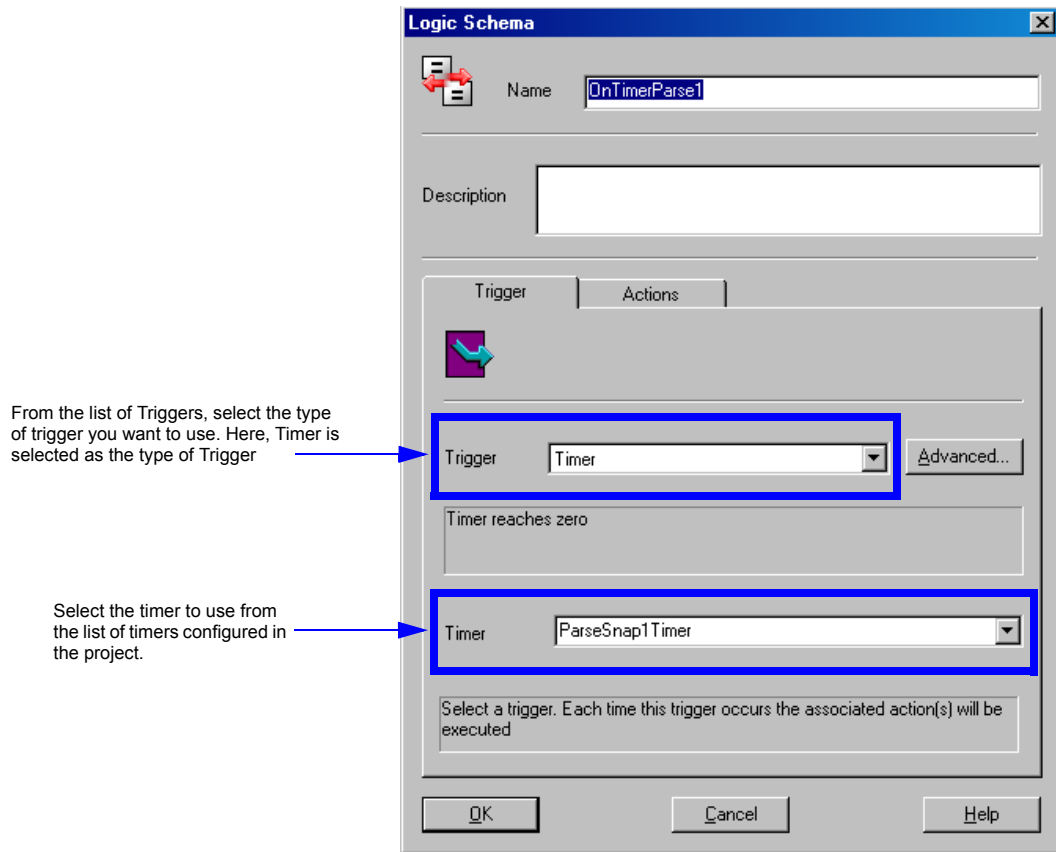 Logic Schema
Name
OnTimerParse1
Description
Trigger
Actions
From the list of Triggers, select the type
of trigger you want to use. Here, Timer is
selected as the type of Trigger
Trigger
Timer
Advanced...
Timer reaches zero
Select the timer to use from
the list of timers configured in
the project.
Timer
ParseSnap1Timer
Select a trigger. Each time this trigger occurs the associated action(s) will be
executed
OK
Cancel
Help